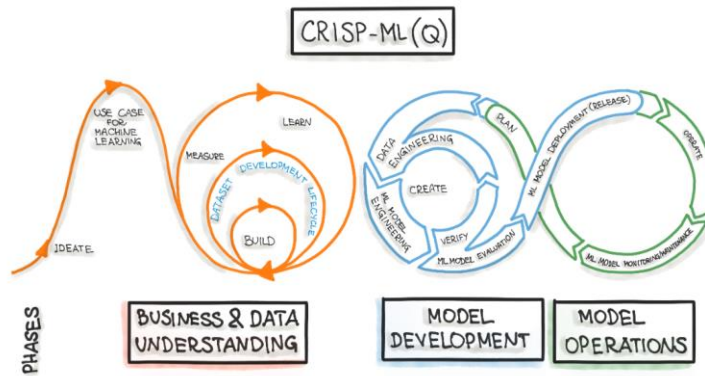 CRISP-ML(Q)
USE CASE
FOR
MACHINE
LEARNING
IDEATE
MEASURE
LEARN
DATASET DEVELOPMENT LIFECYCLE
BUILD
DATA
ENGINEERING
ML MODEL
ENGINEERING
CREATE
VERIFY
ML MODEL EVALUATION
PLAN
ML MODEL DEPLOYMENT (RELEASE)
OPERATE
ML MODEL MONITORING/MAINTENANCE
PHASES
BUSINESS & DATA
UNDERSTANDING
MODEL
DEVELOPMENT
MODEL
OPERATIONS